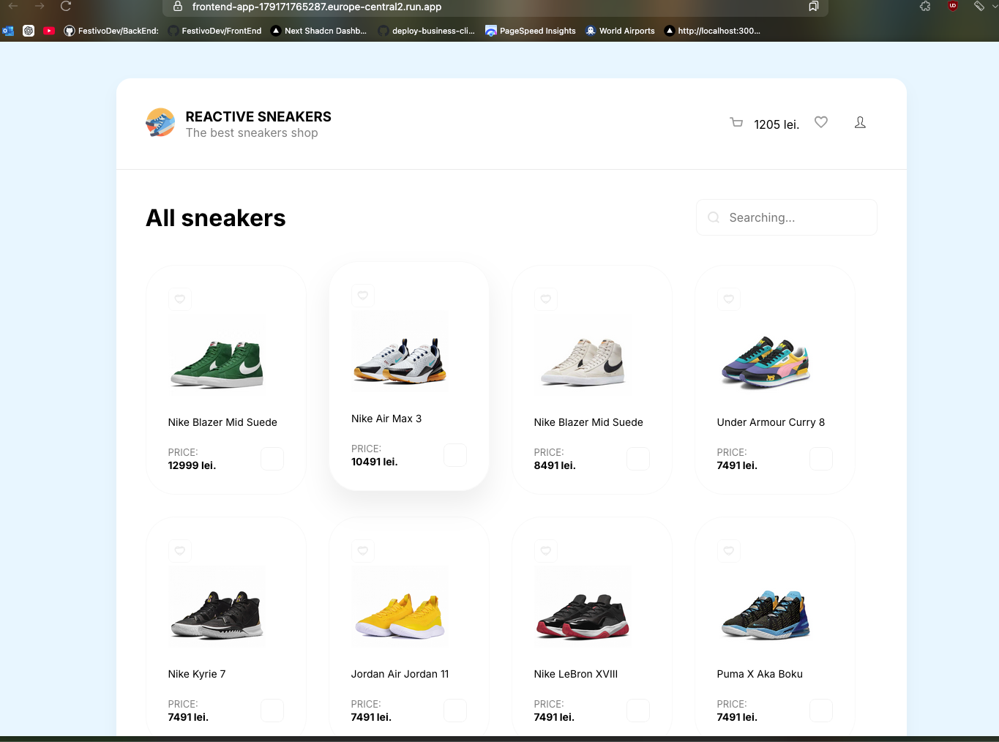 frontend-app-179171765287.europe-central2.run.app
FestivoDev/BackEnd: FestivoDev/FrontEnd Next Shadcn Dashb... deploy-business-cli... PageSpeed Insights World Airports http://localhost:300...
REACTIVE SNEAKERS
The best sneakers shop
1205 lei.
All sneakers
Searching...
Nike Blazer Mid Suede
PRICE:
12999 lei.
Nike Air Max 3
PRICE:
10491 lei.
Nike Blazer Mid Suede
PRICE:
8491 lei.
Under Armour Curry 8
PRICE:
7491 lei.
Nike Kyrie 7
PRICE:
7491 lei.
Jordan Air Jordan 11
PRICE:
7491 lei.
Nike LeBron XVIII
PRICE:
7491 lei.
Puma X Aka Boku
PRICE:
7491 lei.